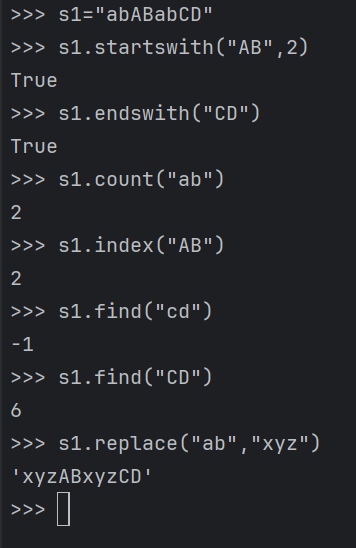 >>> s1="abABabCD"
>>> s1.startswith("AB",2)
True
>>> s1.endswith("CD")
True
>>> s1.count("ab")
2
>>> s1.index("AB")
2
>>> s1.find("cd")
-1
>>> s1.find("CD")
6
>>> s1.replace("ab","xyz")
'xyzABxyzCD'
>>>